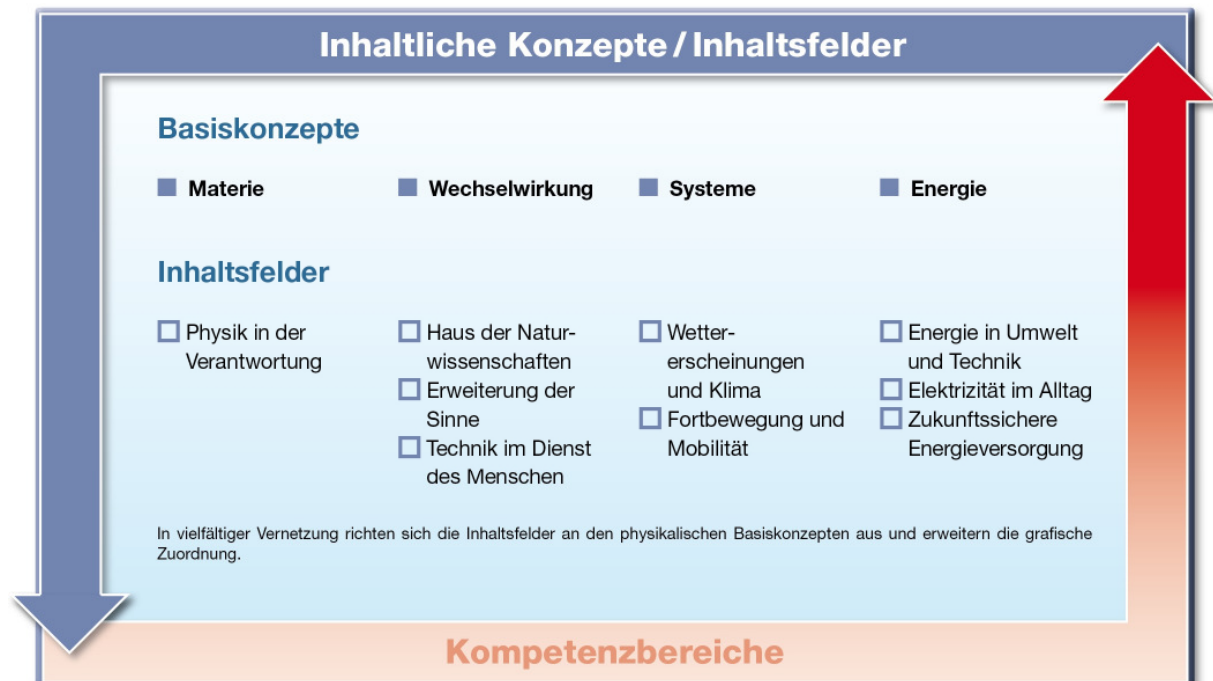 Inhaltliche Konzepte / Inhaltsfelder
Basiskonzepte
Materie
Wechselwirkung
Systeme
Energie
Inhaltsfelder
Physik in der
Verantwortung
Haus der Natur-
wissenschaften
Erweiterung der
Sinne
Technik im Dienst
des Menschen
Wetter-
erscheinungen
und Klima
Fortbewegung und
Mobilität
Energie in Umwelt
und Technik
Elektrizität im Alltag
Zukunftssichere
Energieversorgung
In vielfältiger Vernetzung richten sich die Inhaltsfelder an den physikalischen Basiskonzepten aus und erweitern die grafische
Zuordnung.
Kompetenzbereiche